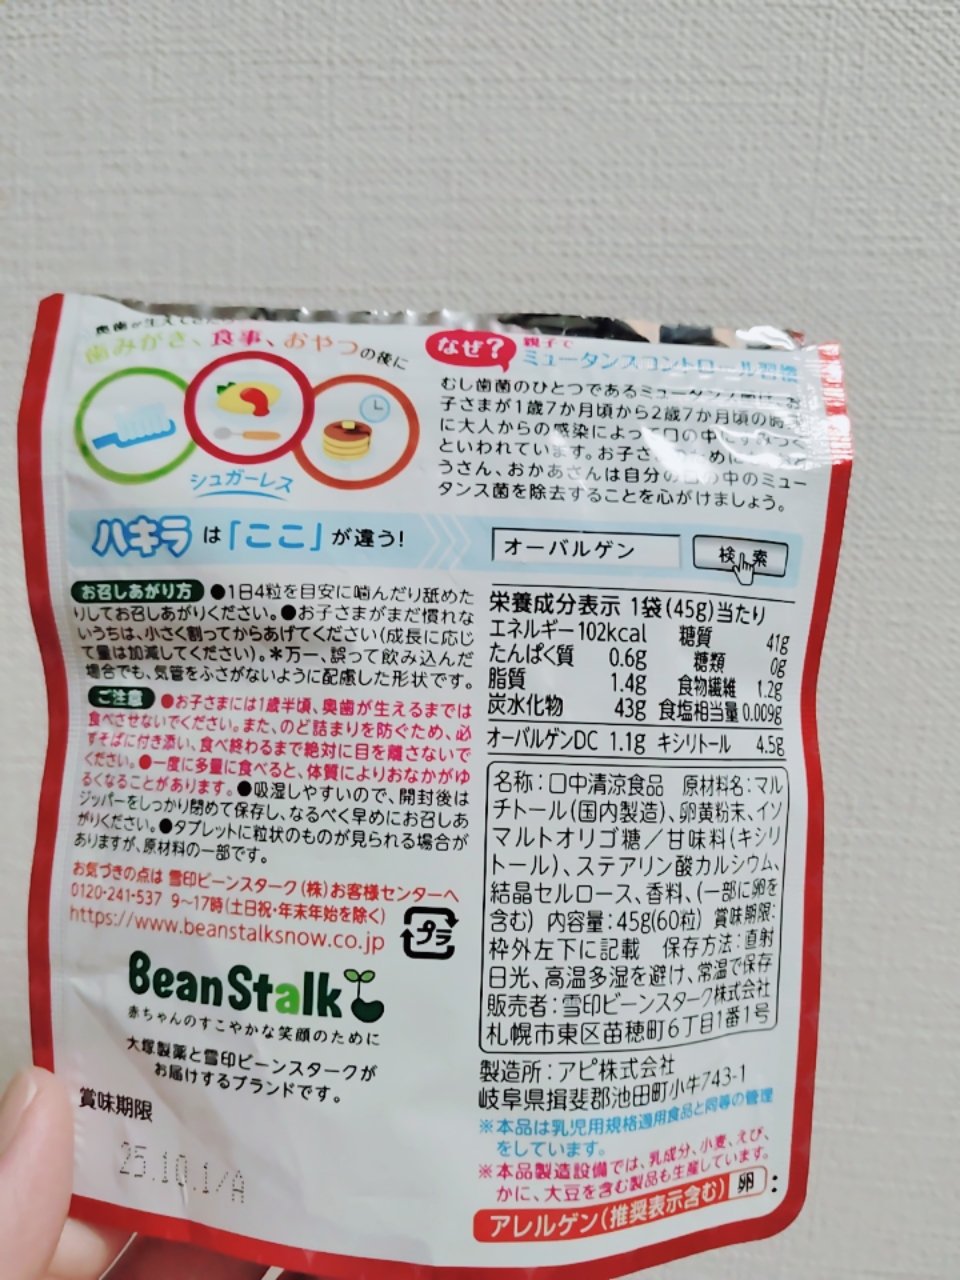 奥歯が生えてき
歯みがき、食事、おやつの後に
シュガーレス
なぜ?
親子で
ミュータンスコントロール習慣
むし歯菌のひとつであるミュータンス菌は、お
子さまが1歳7か月頃から2歳7か月頃の時期
に大人からの感染によって口の中にすみつく
といわれています。お子さまのために
うさん、おかあさんは自分の口の中のミュー
タンス菌を除去することを心がけましょう。
ハキラは「ここ」が違う!
オーバルゲン 検索
お召しあがり方 ●1日4粒を目安に噛んだり舐めた
りしてお召しあがりください。●お子さまがまだ慣れな
いうちは、小さく割ってからあげてください(成長に応じ
て量は加減してください)。＊万一、誤って飲み込んだ
場合でも、気管をふさがないように配慮した形状です。
ご注意 ●お子さまには1歳半頃、奥歯が生えるまでは
食べさせないでください。また、のど詰まりを防ぐため、必
ずそばに付き添い、食べ終わるまで絶対に目を離さないで
ください。●一度に多量に食べると、体質によりおなかがゆ
るくなることがあります。●吸湿しやすいので、開封後は
ジッパーをしっかり閉めて保存し、なるべく早めにお召しあ
がりください。●タブレットに粒状のものが見られる場合が
ありますが、原材料の一部です。
お気づきの点は 雪印ビーンスターク(株)お客様センターへ
0120-241-537 9～17時(土日祝・年末年始を除く)
https://www.beanstalksnow.co.jp
プラ
BeanStalk
赤ちゃんのすこやかな笑顔のために
大塚製薬と雪印ビーンスタークが
お届けするブランドです。
賞味期限
25.10.1/A
栄養成分表示 1袋(45g)当たり
エネルギー 102kcal 糖質 41g
たんぱく質 0.6g 糖類 0g
脂質 1.4g 食物繊維 1.2g
炭水化物 43g 食塩相当量 0.009g
オーバルゲンDC 1.1g キシリトール 4.5g
名称：口中清涼食品 原材料名：マル
チトール(国内製造)、卵黄粉末、イソ
マルトオリゴ糖／甘味料(キシリ
トール)、ステアリン酸カルシウム、
結晶セルロース、香料、(一部に卵を
含む) 内容量：45g(60粒) 賞味期限：
枠外左下に記載 保存方法：直射
日光、高温多湿を避け、常温で保存
販売者：雪印ビーンスターク株式会社
札幌市東区苗穂町6丁目1番1号
製造所：アピ株式会社
岐阜県揖斐郡池田町小牛743-1
※本品は乳児用規格適用食品と同等の管理
をしています。
※本品製造設備では、乳成分、小麦、えび、
かに、大豆を含む製品も生産しています。
アレルゲン(推奨表示含む) 卵